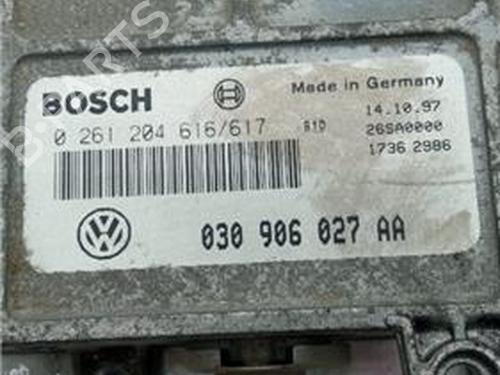 BOSCH
Made in Germany
0 261 204 616/617
14.10.97
26SA0000
1736 2986
030 906 027 AA